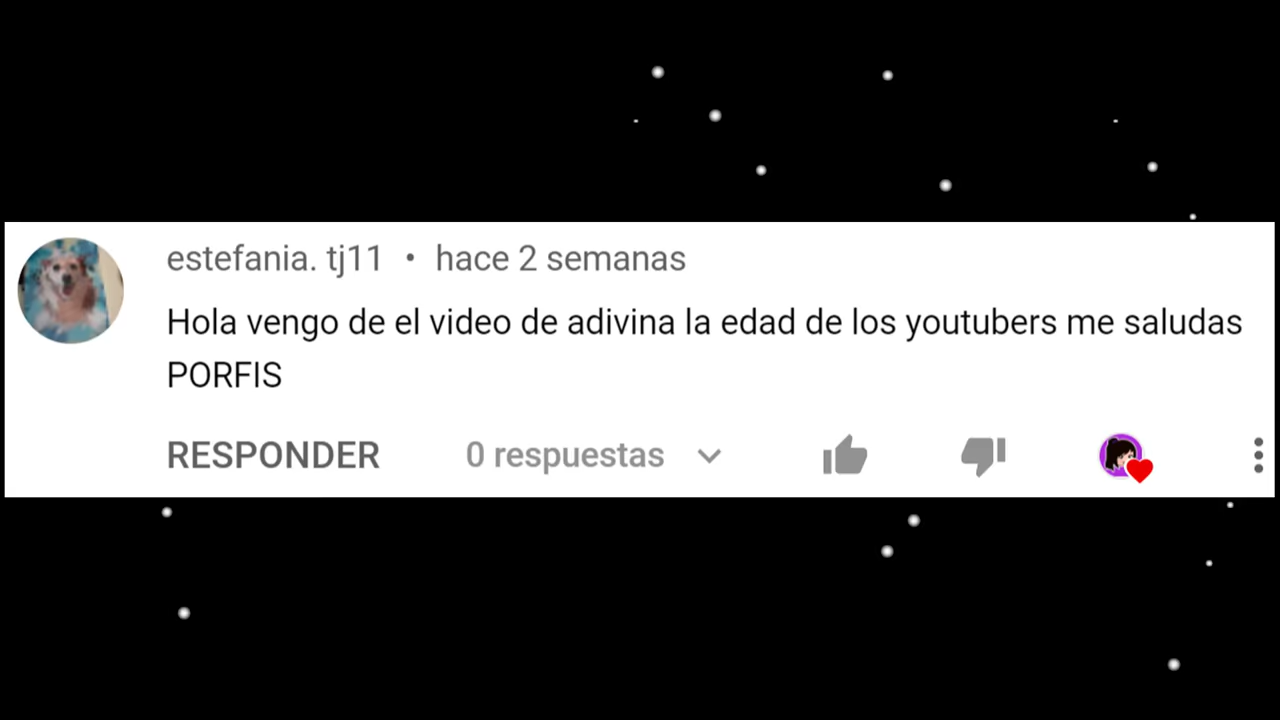 estefania. tj11 • hace 2 semanas
Hola vengo de el video de adivina la edad de los youtubers me saludas
PORFIS
RESPONDER 0 respuestas